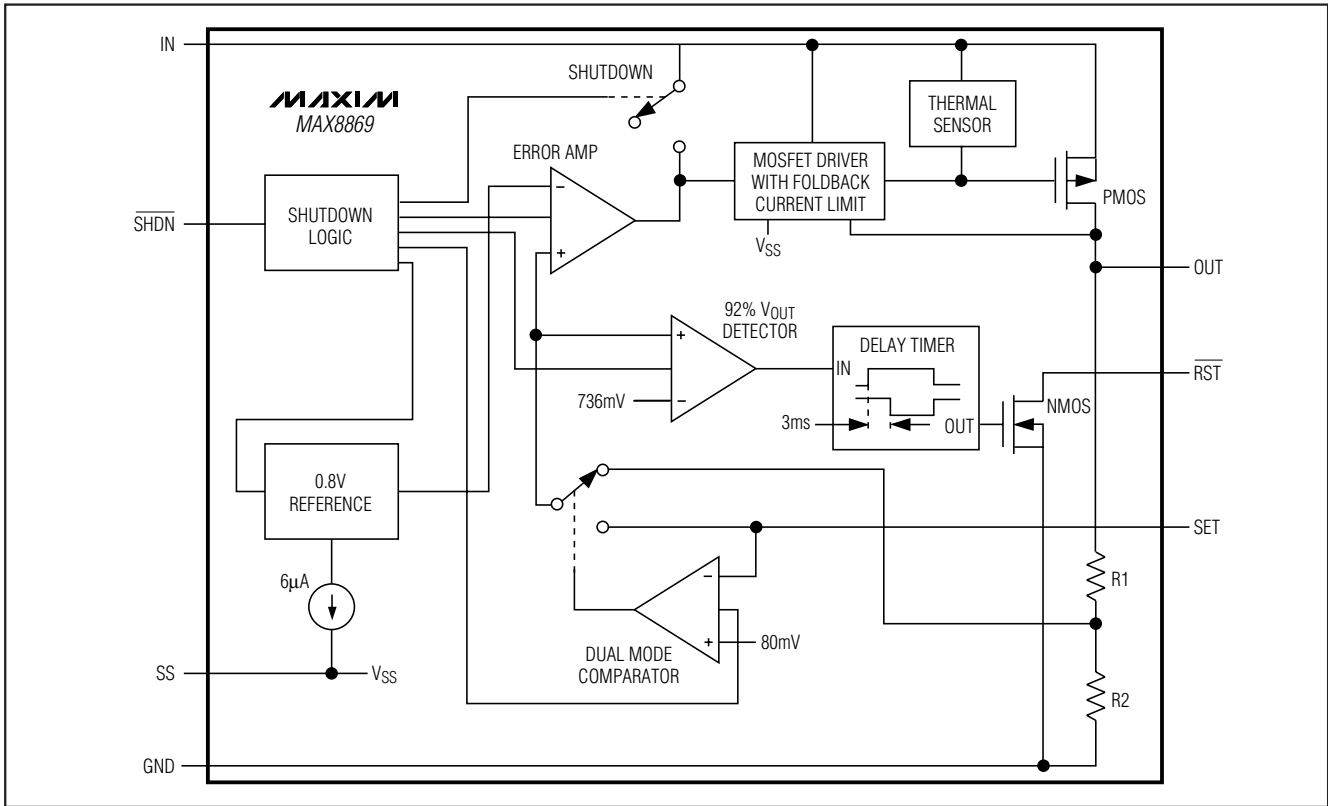 IN
SHUTDOWN
MAXIM
MAX8869
THERMAL
SENSOR
ERROR AMP
MOSFET DRIVER
WITH FOLDBACK
CURRENT LIMIT
PMOS
SHDN
SHUTDOWN
LOGIC
−
+
VSS
OUT
92% VOUT
DETECTOR
DELAY TIMER
+
IN
RST
736mV
−
NMOS
3ms
OUT
0.8V
REFERENCE
SET
6µA
−
R1
+
80mV
DUAL MODE
COMPARATOR
SS
VSS
R2
GND